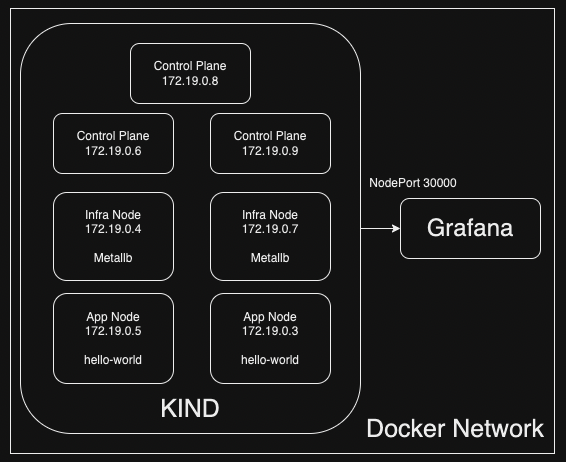 Control Plane
172.19.0.8
Control Plane
172.19.0.6
Control Plane
172.19.0.9
NodePort 30000
Infra Node
172.19.0.4
Metallb
Infra Node
172.19.0.7
Metallb
Grafana
App Node
172.19.0.5
hello-world
App Node
172.19.0.3
hello-world
KIND
Docker Network